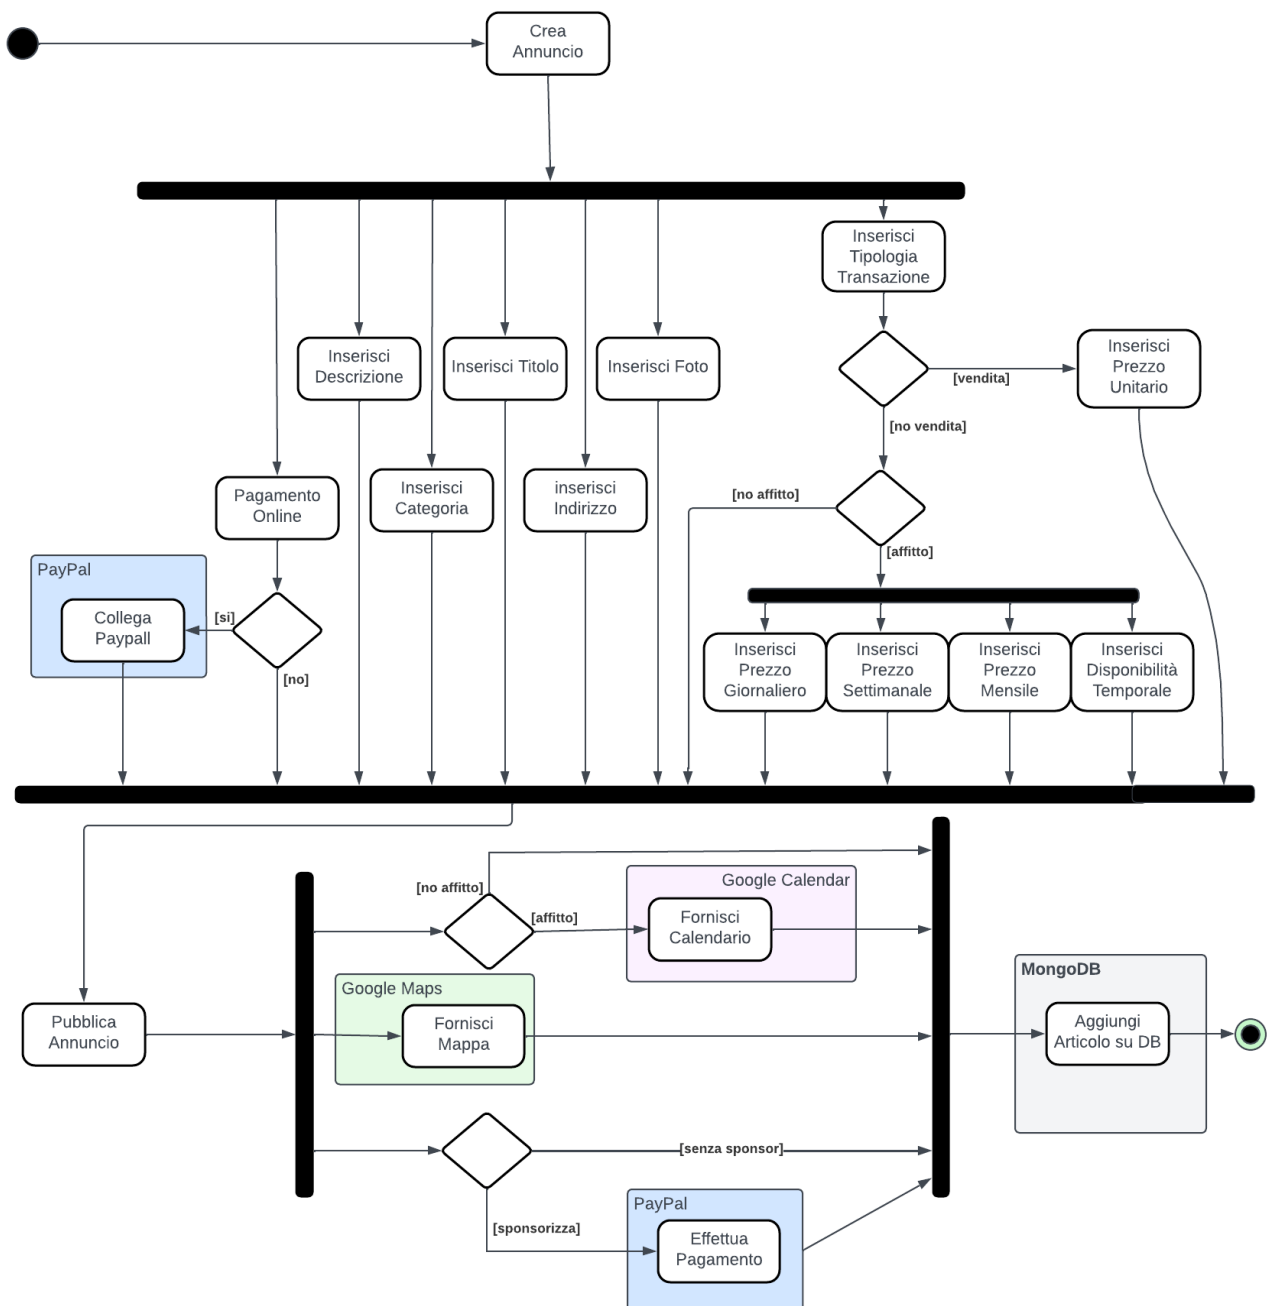 Crea
Annuncio
Inserisci
Tipologia
Transazione
Inserisci
Descrizione
Inserisci Titolo
Inserisci Foto
Inserisci
Prezzo
Unitario
[vendita]
[no vendita]
Pagamento
Online
Inserisci
Categoria
inserisci
Indirizzo
[no affitto]
[affitto]
PayPal
Collega
Paypall
[si]
[no]
Inserisci
Prezzo
Giornaliero
Inserisci
Prezzo
Settimanale
Inserisci
Prezzo
Mensile
Inserisci
Disponibilità
Temporale
[no affitto]
[affitto]
Google Calendar
Fornisci
Calendario
Google Maps
Fornisci
Mappa
Pubblica
Annuncio
MongoDB
Aggiungi
Articolo su DB
[senza sponsor]
[sponsorizza]
PayPal
Effettua
Pagamento